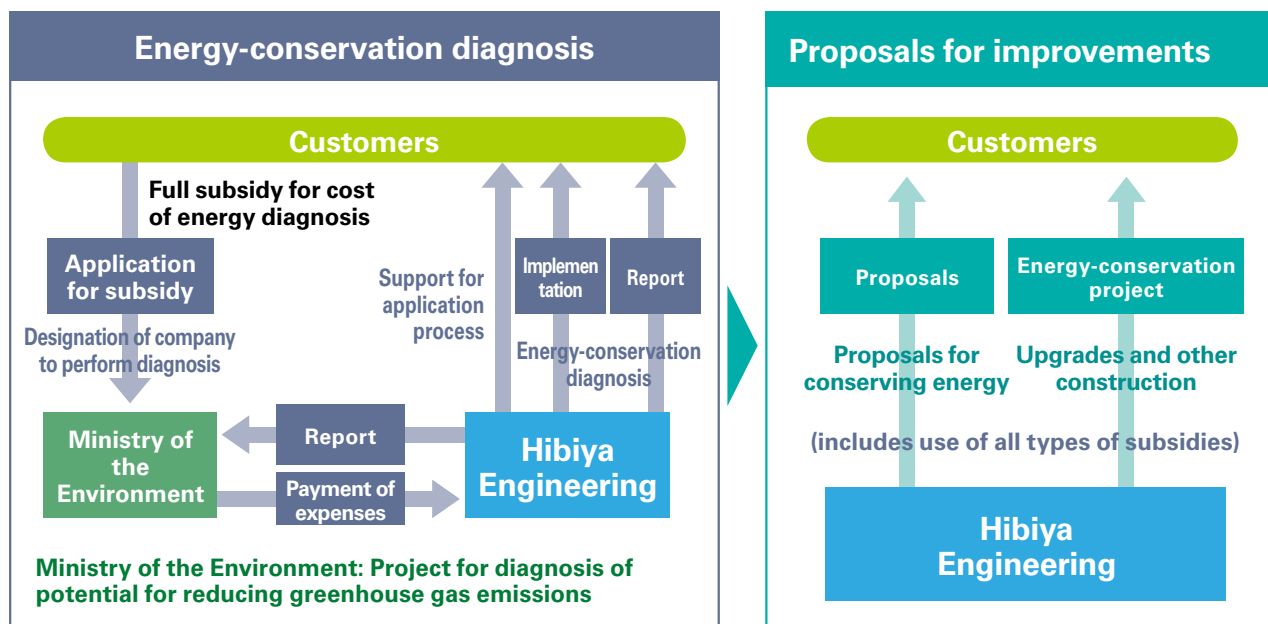 Energy-conservation diagnosis
Customers
Full subsidy for cost
of energy diagnosis
Application
for subsidy
Designation of company
to perform diagnosis
Support for
application
process
Implemen
tation
Report
Energy-conservation
diagnosis
Ministry of
the
Environment
Report
Payment of
expenses
Hibiya
Engineering
Ministry of the Environment: Project for diagnosis of
potential for reducing greenhouse gas emissions
Proposals for improvements
Customers
Proposals
Energy-conservation
project
Proposals for
conserving energy
Upgrades and other
construction
(includes use of all types of subsidies)
Hibiya
Engineering